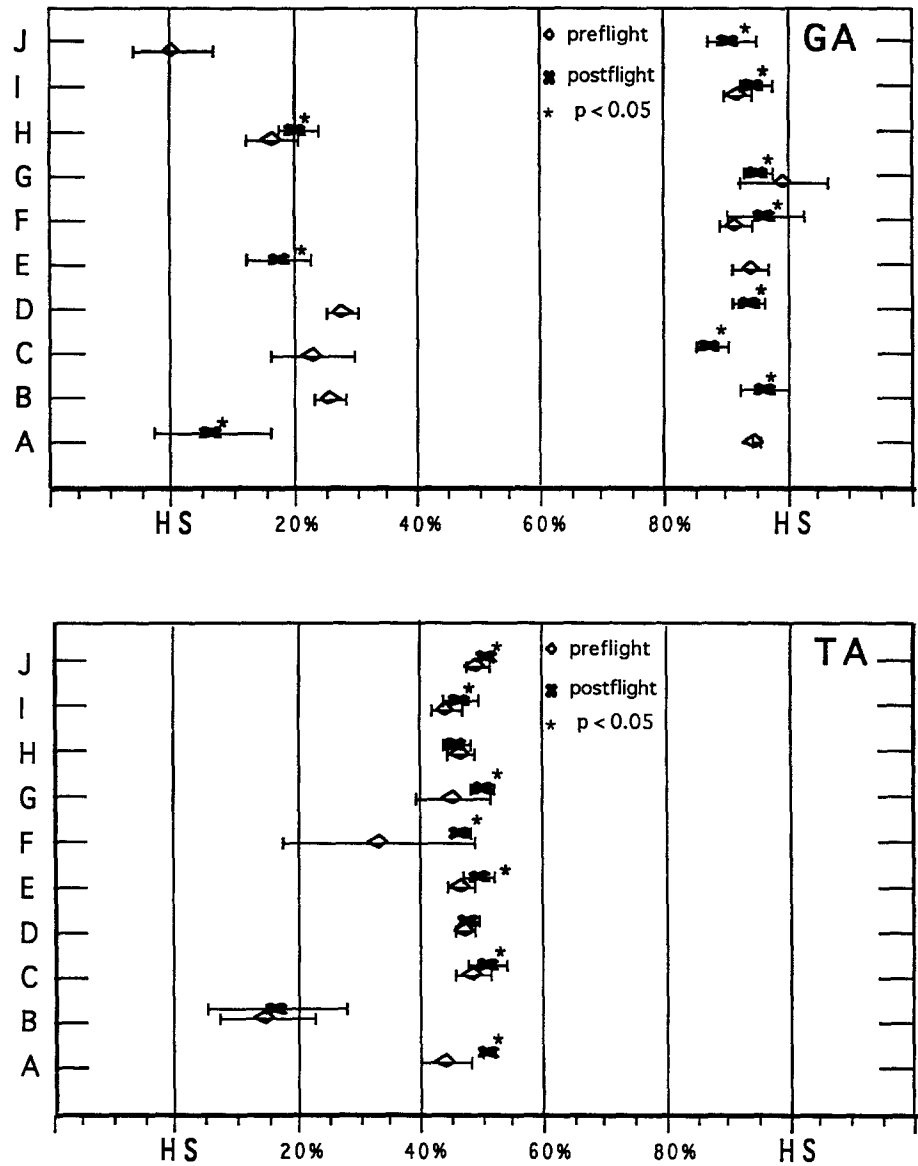 GA
◇ preflight
✖ postflight
* p < 0.05
J
I
H
G
F
E
D
C
B
A
HS 20% 40% 60% 80% HS
TA
◇ preflight
✖ postflight
* p < 0.05
J
I
H
G
F
E
D
C
B
A
HS 20% 40% 60% 80% HS